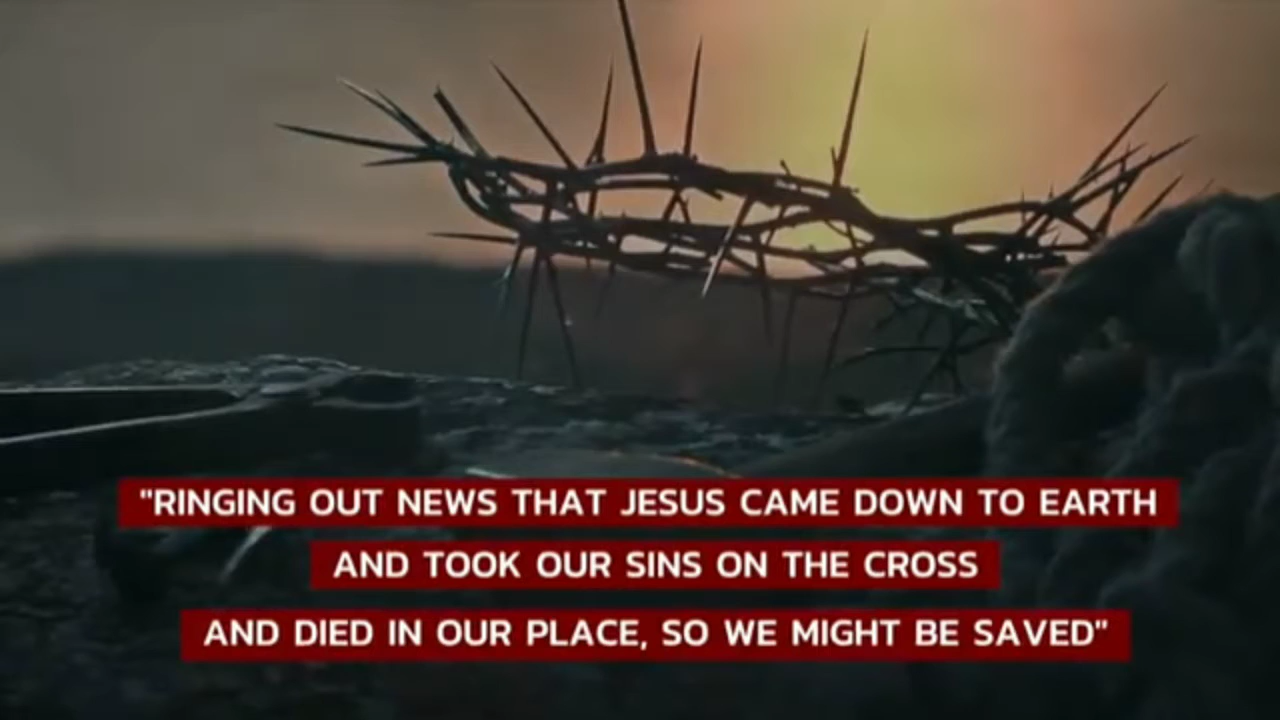 "RINGING OUT NEWS THAT JESUS CAME DOWN TO EARTH
AND TOOK OUR SINS ON THE CROSS
AND DIED IN OUR PLACE, SO WE MIGHT BE SAVED"